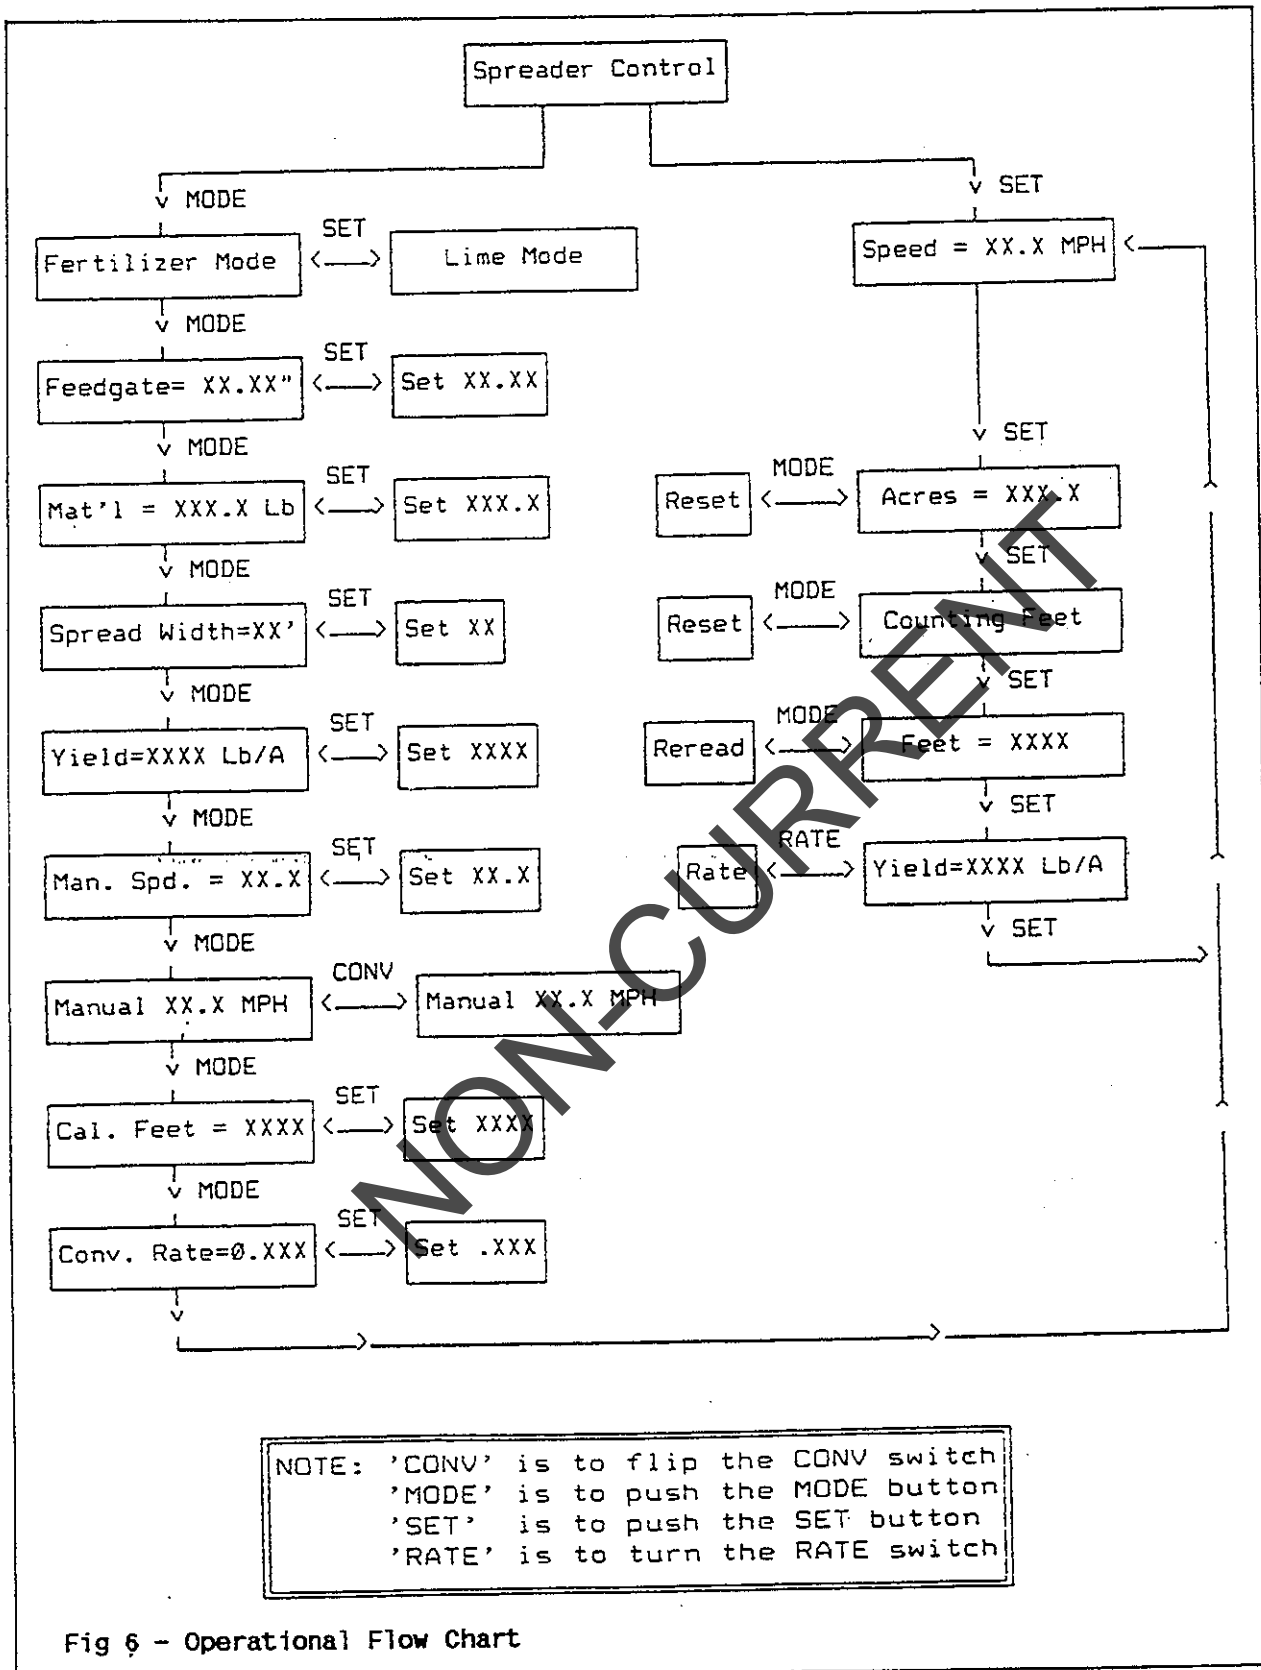 Spreader Control
MODE
SET
Fertilizer Mode <---> Lime Mode
SET
Speed = XX.X MPH
MODE
Feedgate= XX.XX" <---> Set XX.XX
SET
MODE
Mat'l = XXX.X Lb <---> Set XXX.X
SET
MODE
Spread Width=XX' <---> Set XX
SET
MODE
Yield=XXXX Lb/A <---> Set XXXX
SET
MODE
Man. Spd. = XX.X <---> Set XX.X
SET
MODE
Manual XX.X MPH <---> Manual XX.X MPH
CONV
MODE
Cal. Feet = XXXX <---> Set XXXX
SET
MODE
Conv. Rate=0.XXX <---> Set .XXX
SET
SET
Reset <---> Acres = XXX.X
MODE
SET
Reset <---> Counting Feet
MODE
SET
Reread <---> Feet = XXXX
MODE
SET
Rate <---> Yield=XXXX Lb/A
RATE
SET
NON-CURRENT
NOTE: 'CONV' is to flip the CONV switch
'MODE' is to push the MODE button
'SET' is to push the SET button
'RATE' is to turn the RATE switch
Fig 6 - Operational Flow Chart